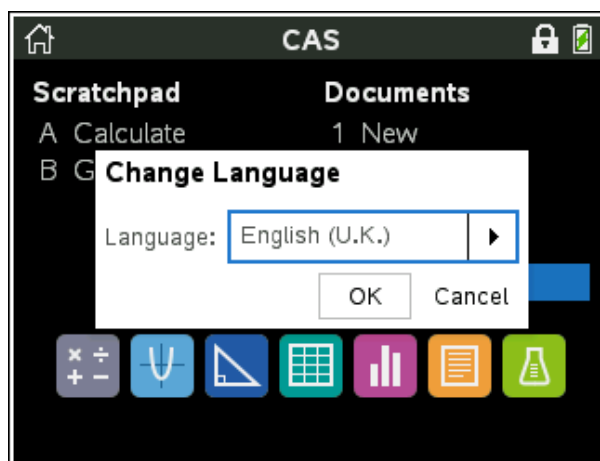 CAS
Scratchpad Documents
A Calculate 1 New
B G
Change Language
Language: English (U.K.)
OK Cancel